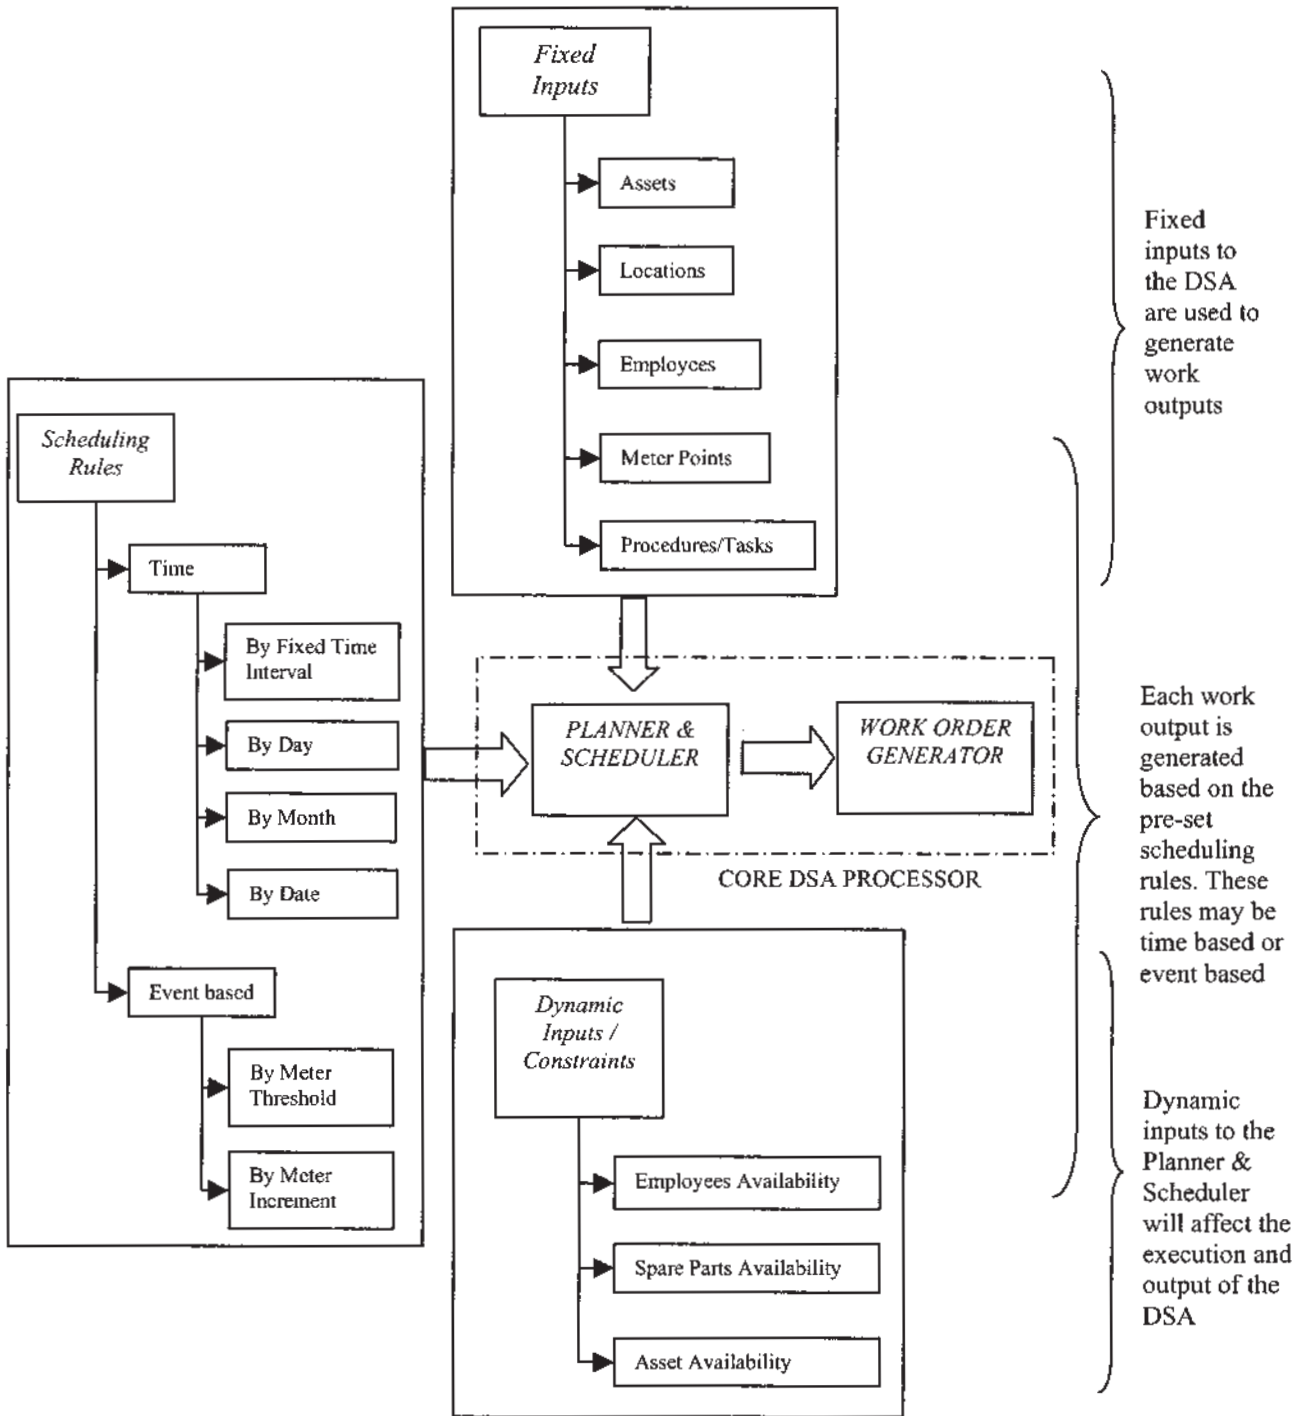 Fixed
Inputs
Assets
Locations
Employees
Meter Points
Procedures/Tasks
Fixed
inputs to
the DSA
are used to
generate
work
outputs
Scheduling
Rules
Time
By Fixed Time
Interval
By Day
By Month
By Date
Event based
By Meter
Threshold
By Meter
Increment
PLANNER &
SCHEDULER
WORK ORDER
GENERATOR
CORE DSA PROCESSOR
Each work
output is
generated
based on the
pre-set
scheduling
rules. These
rules may be
time based or
event based
Dynamic
Inputs /
Constraints
Employees Availability
Spare Parts Availability
Asset Availability
Dynamic
inputs to the
Planner &
Scheduler
will affect the
execution and
output of the
DSA